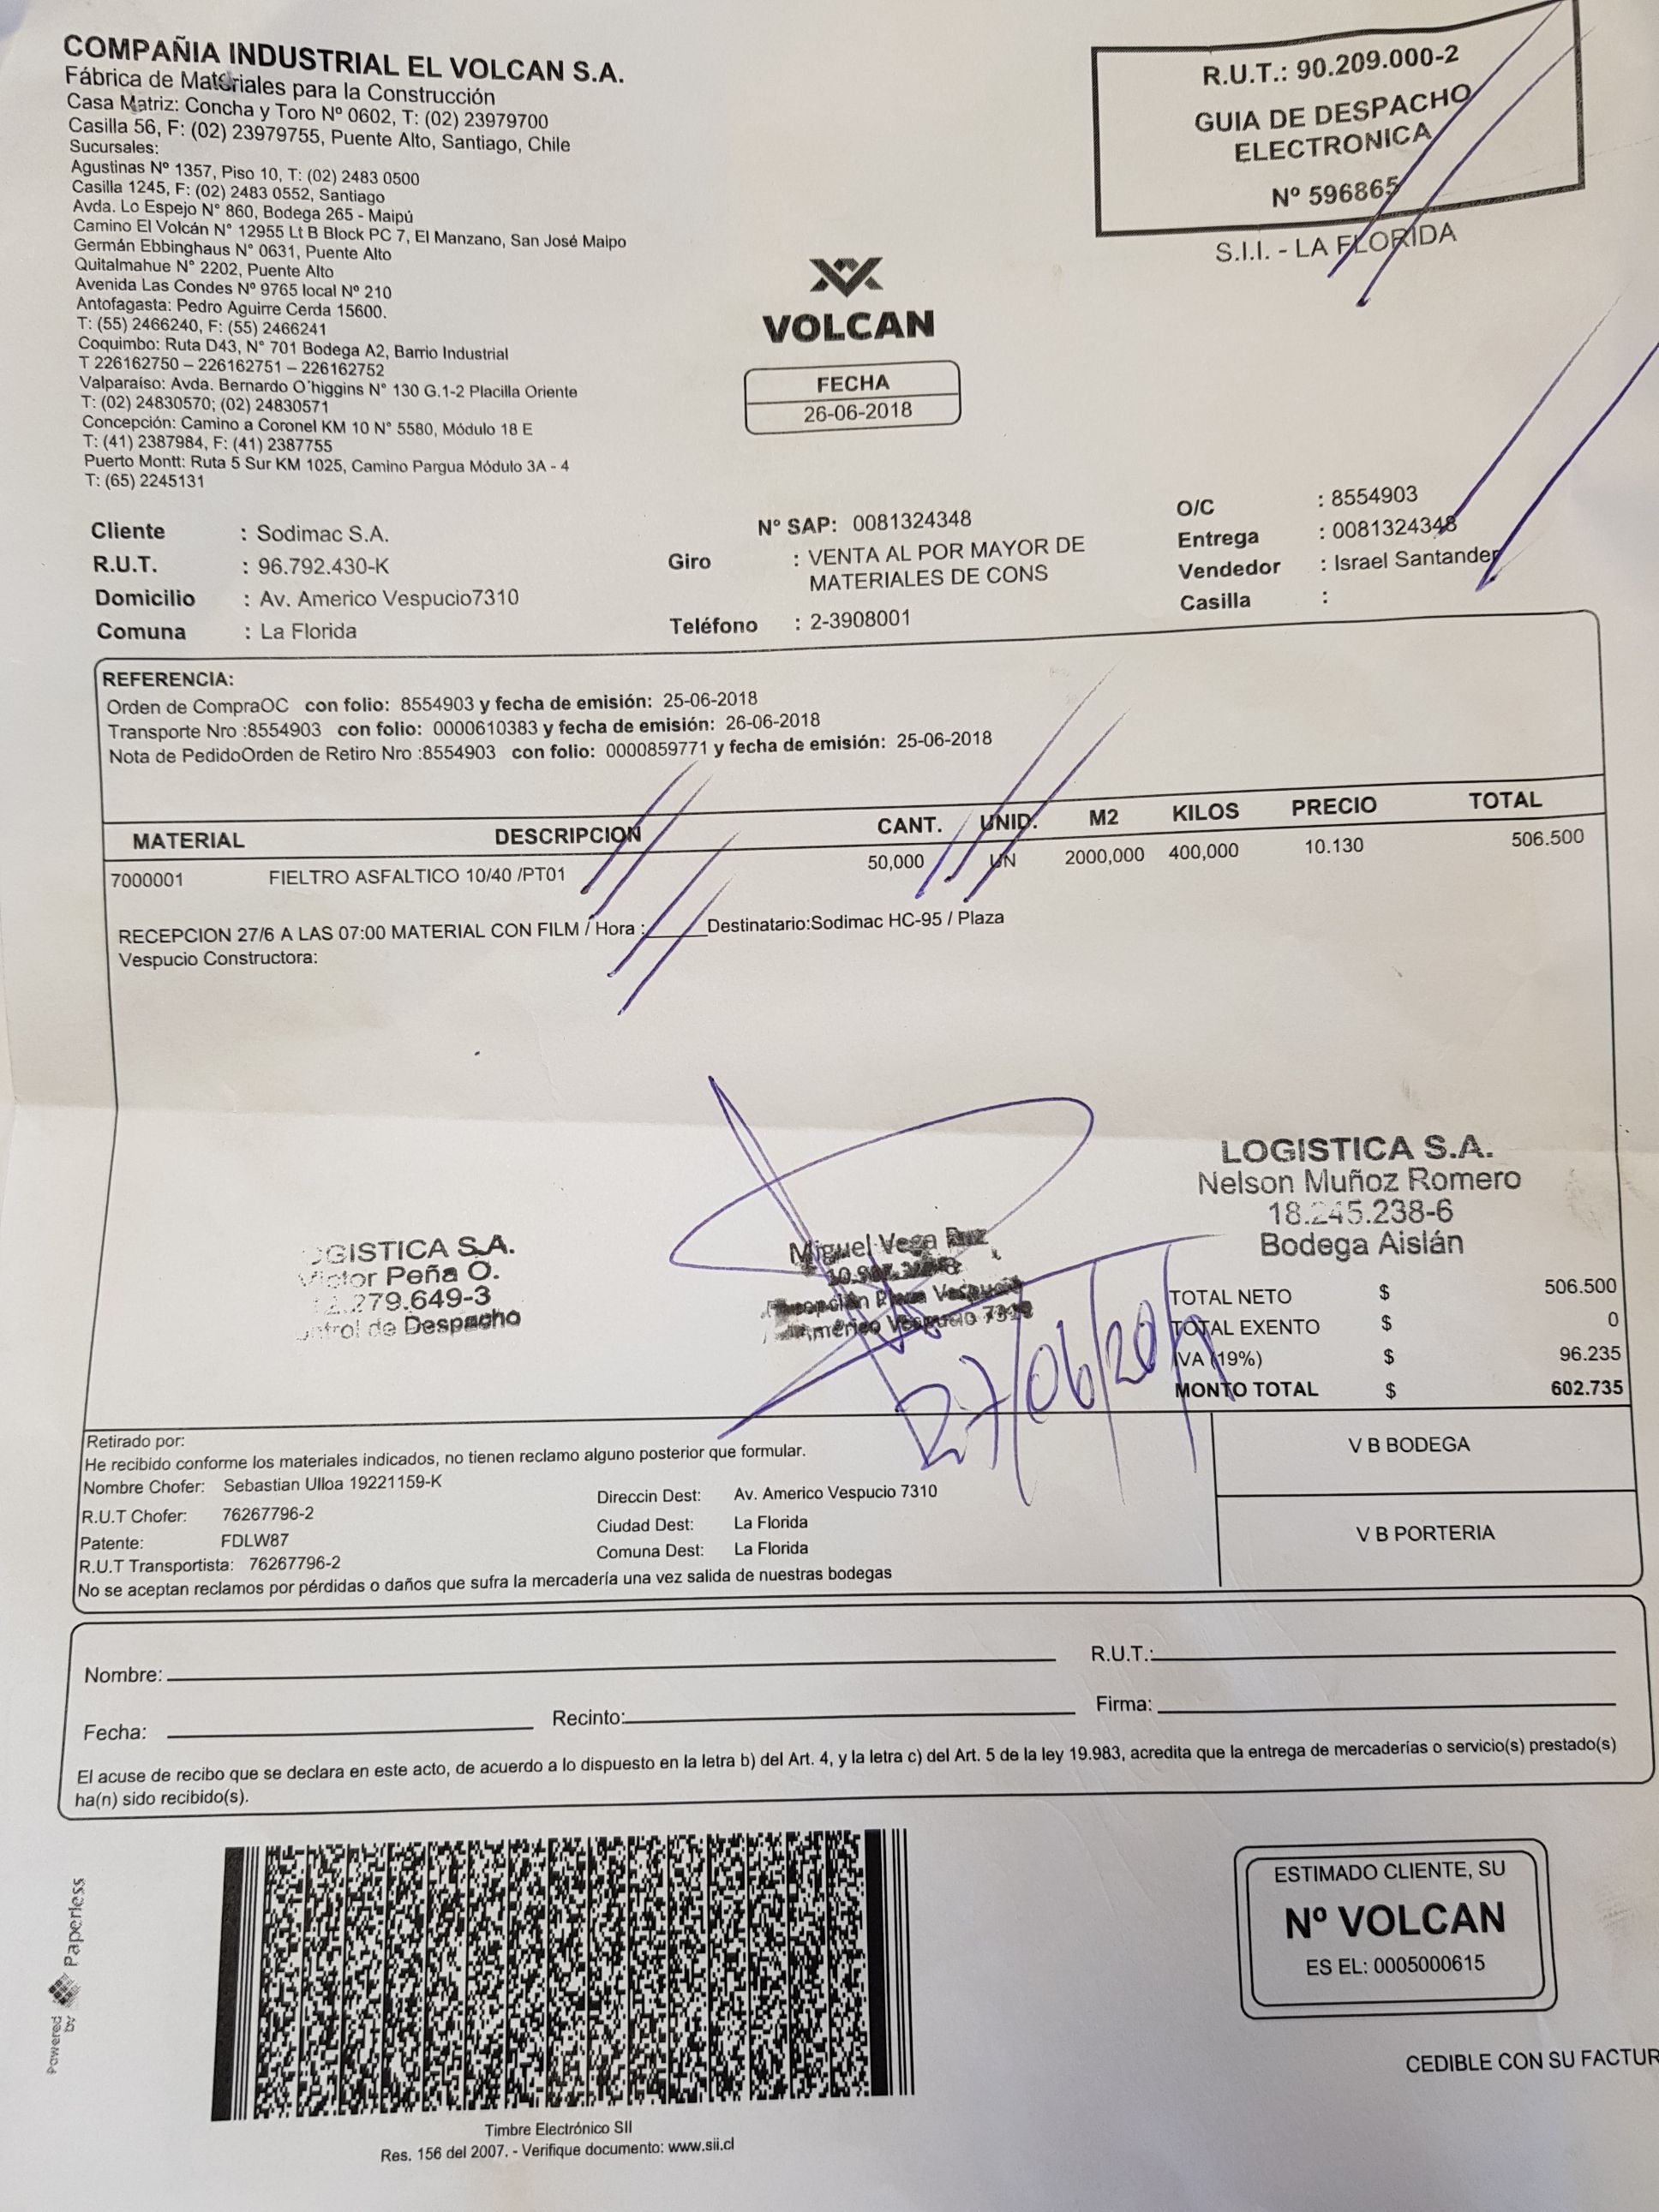 COMPAÑIA INDUSTRIAL EL VOLCAN S.A.
Fábrica de Materiales para la Construcción
Casa Matriz: Concha y Toro Nº 0602, T: (02) 23979700
Casilla 56, F: (02) 23979755, Puente Alto, Santiago, Chile
Sucursales:
Agustinas Nº 1357, Piso 10, T: (02) 2483 0500
Casilla 1245, F: (02) 2483 0552, Santiago
Avda. Lo Espejo N° 860, Bodega 265 - Maipú
Camino El Volcán N° 12955 Lt B Block PC 7, El Manzano, San José Maipo
Germán Ebbinghaus N° 0631, Puente Alto
Quitalmahue N° 2202, Puente Alto
Avenida Las Condes Nº 9765 local Nº 210
Antofagasta: Pedro Aguirre Cerda 15600.
T: (55) 2466240, F: (55) 2466241
Coquimbo: Ruta D43, N° 701 Bodega A2, Barrio Industrial
T 226162750 – 226162751 – 226162752
Valparaíso: Avda. Bernardo O´higgins N° 130 G.1-2 Placilla Oriente
T: (02) 24830570; (02) 24830571
Concepción: Camino a Coronel KM 10 N° 5580, Módulo 18 E
T: (41) 2387984, F: (41) 2387755
Puerto Montt: Ruta 5 Sur KM 1025, Camino Pargua Módulo 3A - 4
T: (65) 2245131
R.U.T.: 90.209.000-2
GUIA DE DESPACHO
ELECTRONICA
Nº 596865
S.I.I. - LA FLORIDA
VOLCAN
FECHA
26-06-2018
Cliente : Sodimac S.A.
R.U.T. : 96.792.430-K
Domicilio : Av. Americo Vespucio7310
Comuna : La Florida
N° SAP: 0081324348
Giro : VENTA AL POR MAYOR DE
MATERIALES DE CONS
Teléfono : 2-3908001
O/C : 8554903
Entrega : 0081324348
Vendedor : Israel Santander
Casilla :
REFERENCIA:
Orden de CompraOC con folio: 8554903 y fecha de emisión: 25-06-2018
Transporte Nro :8554903 con folio: 0000610383 y fecha de emisión: 26-06-2018
Nota de PedidoOrden de Retiro Nro :8554903 con folio: 0000859771 y fecha de emisión: 25-06-2018
MATERIAL DESCRIPCION CANT. UNID. M2 KILOS PRECIO TOTAL
7000001 FIELTRO ASFALTICO 10/40 /PT01 50,000 UN 2000,000 400,000 10.130 506.500
RECEPCION 27/6 A LAS 07:00 MATERIAL CON FILM / Hora :_____Destinatario:Sodimac HC-95 / Plaza
Vespucio Constructora:
LOGISTICA S.A.
Nelson Muñoz Romero
18.245.238-6
Bodega Aislán
OGISTICA S.A.
Victor Peña O.
12.279.649-3
ontrol de Despacho
Miguel Vega Ruz
Recepción Plaza Vespucio
Américo Vespucio 7310
27/06/201
TOTAL NETO $ 506.500
TOTAL EXENTO $ 0
IVA (19%) $ 96.235
MONTO TOTAL $ 602.735
Retirado por:
He recibido conforme los materiales indicados, no tienen reclamo alguno posterior que formular.
Nombre Chofer: Sebastian Ulloa 19221159-K
R.U.T Chofer: 76267796-2
Patente: FDLW87
R.U.T Transportista: 76267796-2
Direccin Dest: Av. Americo Vespucio 7310
Ciudad Dest: La Florida
Comuna Dest: La Florida
No se aceptan reclamos por pérdidas o daños que sufra la mercadería una vez salida de nuestras bodegas
V B BODEGA
V B PORTERIA
Nombre: R.U.T.:
Fecha: Recinto: Firma:
El acuse de recibo que se declara en este acto, de acuerdo a lo dispuesto en la letra b) del Art. 4, y la letra c) del Art. 5 de la ley 19.983, acredita que la entrega de mercaderías o servicio(s) prestado(s)
ha(n) sido recibido(s).
Powered by Paperless
Timbre Electrónico SII
Res. 156 del 2007. - Verifique documento: www.sii.cl
ESTIMADO CLIENTE, SU
Nº VOLCAN
ES EL: 0005000615
CEDIBLE CON SU FACTUR